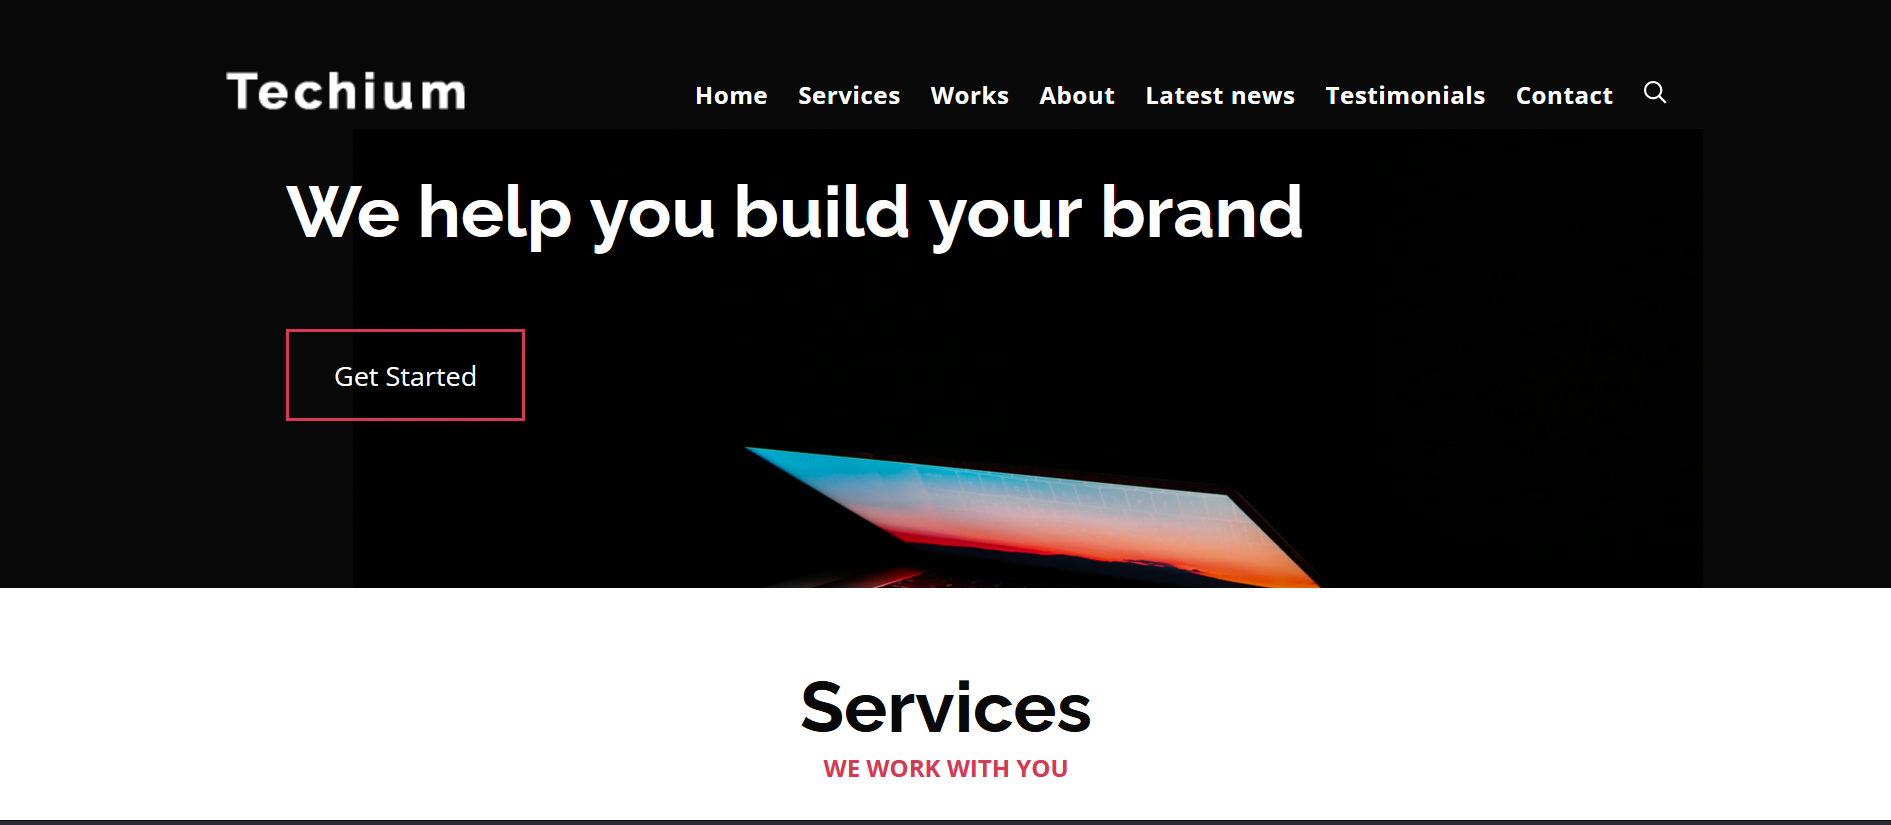 Techium
Home Services Works About Latest news Testimonials Contact
We help you build your brand
Get Started
Services
WE WORK WITH YOU